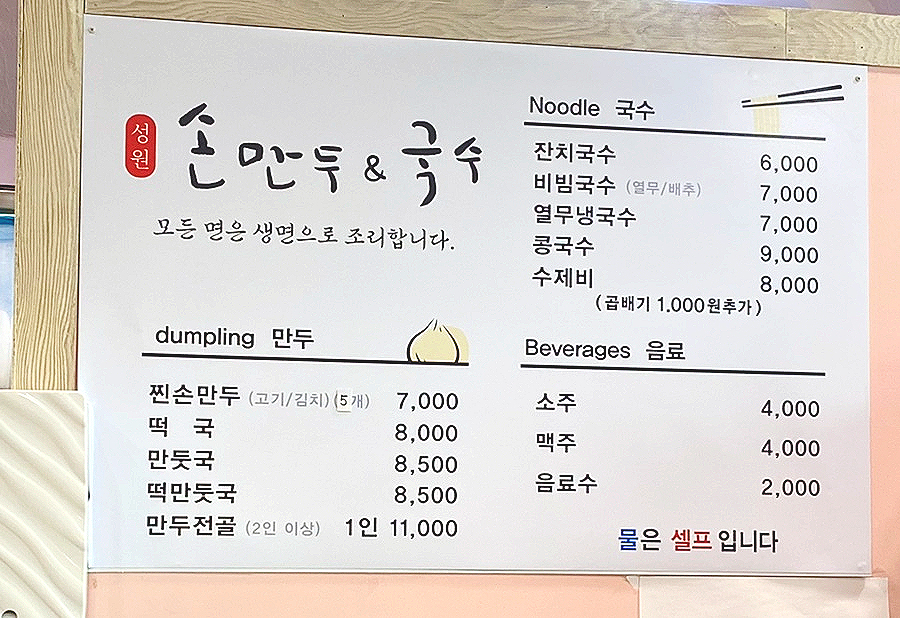 성원
손만두 & 국수
모든 면은 생면으로 조리합니다.
dumpling 만두
찐손만두 (고기/김치) (5개) 7,000
떡 국 8,000
만둣국 8,500
떡만둣국 8,500
만두전골 (2인 이상) 1인 11,000
Noodle 국수
잔치국수 6,000
비빔국수 (열무/배추) 7,000
열무냉국수 7,000
콩국수 9,000
수제비 8,000
(곱배기 1.000원추가)
Beverages 음료
소주 4,000
맥주 4,000
음료수 2,000
물은 셀프 입니다